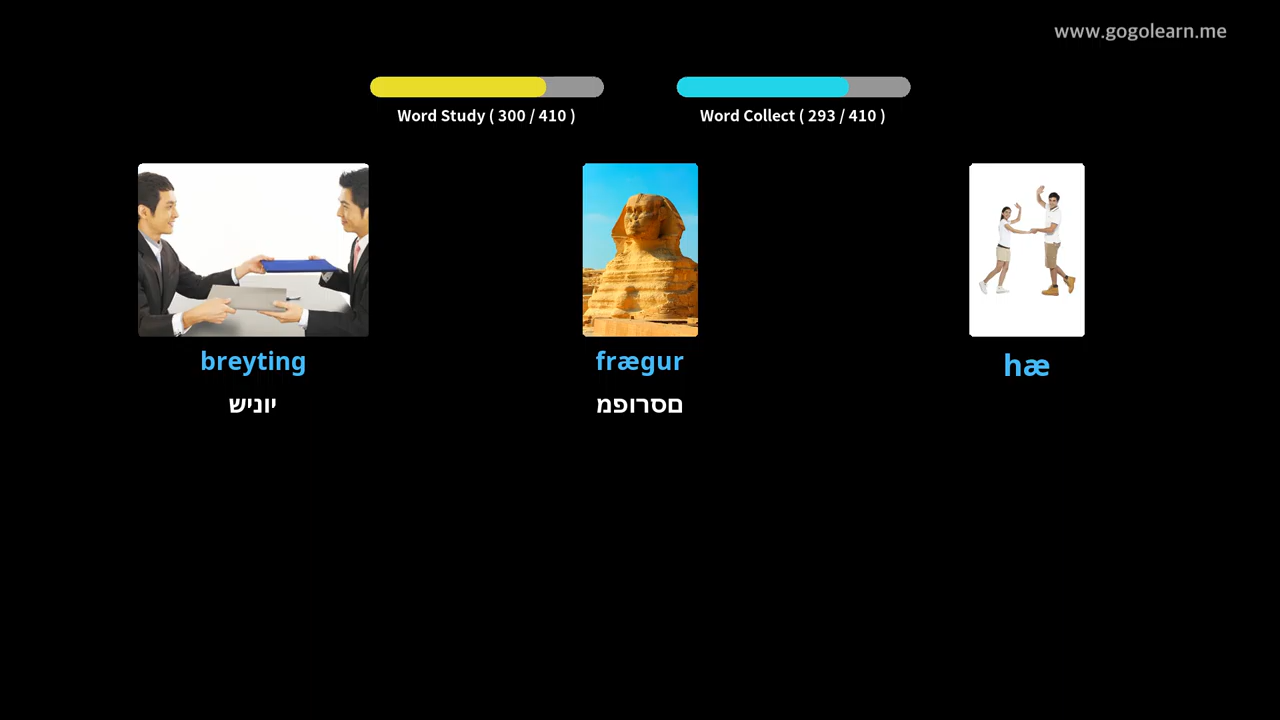 www.gogolearn.me
Word Study ( 300 / 410 )
Word Collect ( 293 / 410 )
breyting
frægur
hæ
יוניש
םסרופמ